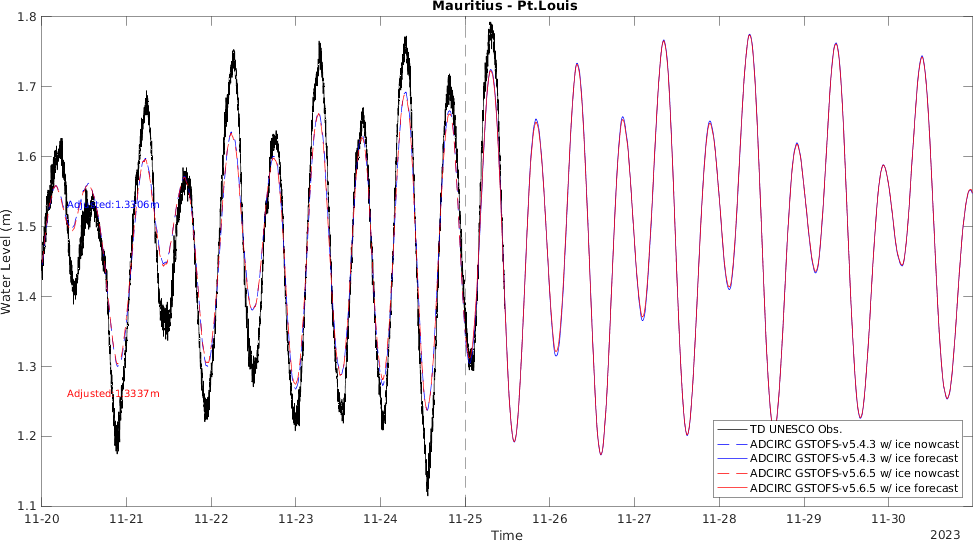 Mauritius - Pt.Louis
1.8
1.7
1.6
1.5
1.4
1.3
1.2
1.1
Water Level (m)
Adjusted:1.3306m
Adjusted:1.3337m
TD UNESCO Obs.
ADCIRC GSTOFS-v5.4.3 w/ ice nowcast
ADCIRC GSTOFS-v5.4.3 w/ ice forecast
ADCIRC GSTOFS-v5.6.5 w/ ice nowcast
ADCIRC GSTOFS-v5.6.5 w/ ice forecast
11-20 11-21 11-22 11-23 11-24 11-25 11-26 11-27 11-28 11-29 11-30
Time
2023